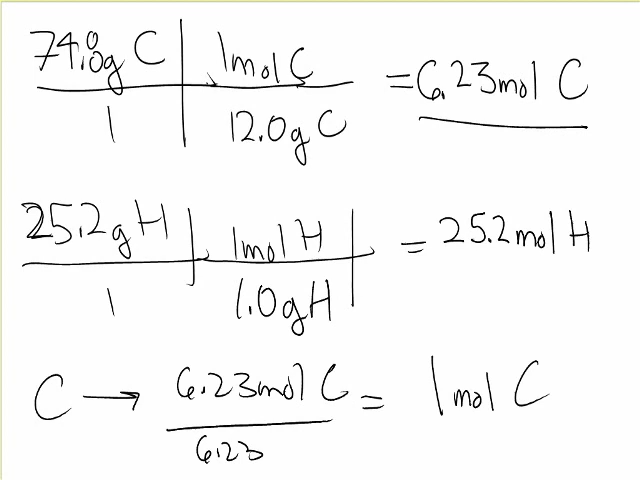 74.8g C 1mol C = 6.23mol C
1 12.0g C
25.2g H 1mol H = 25.2mol H
1 1.0g H
C → 6.23mol C = 1mol C
6.23